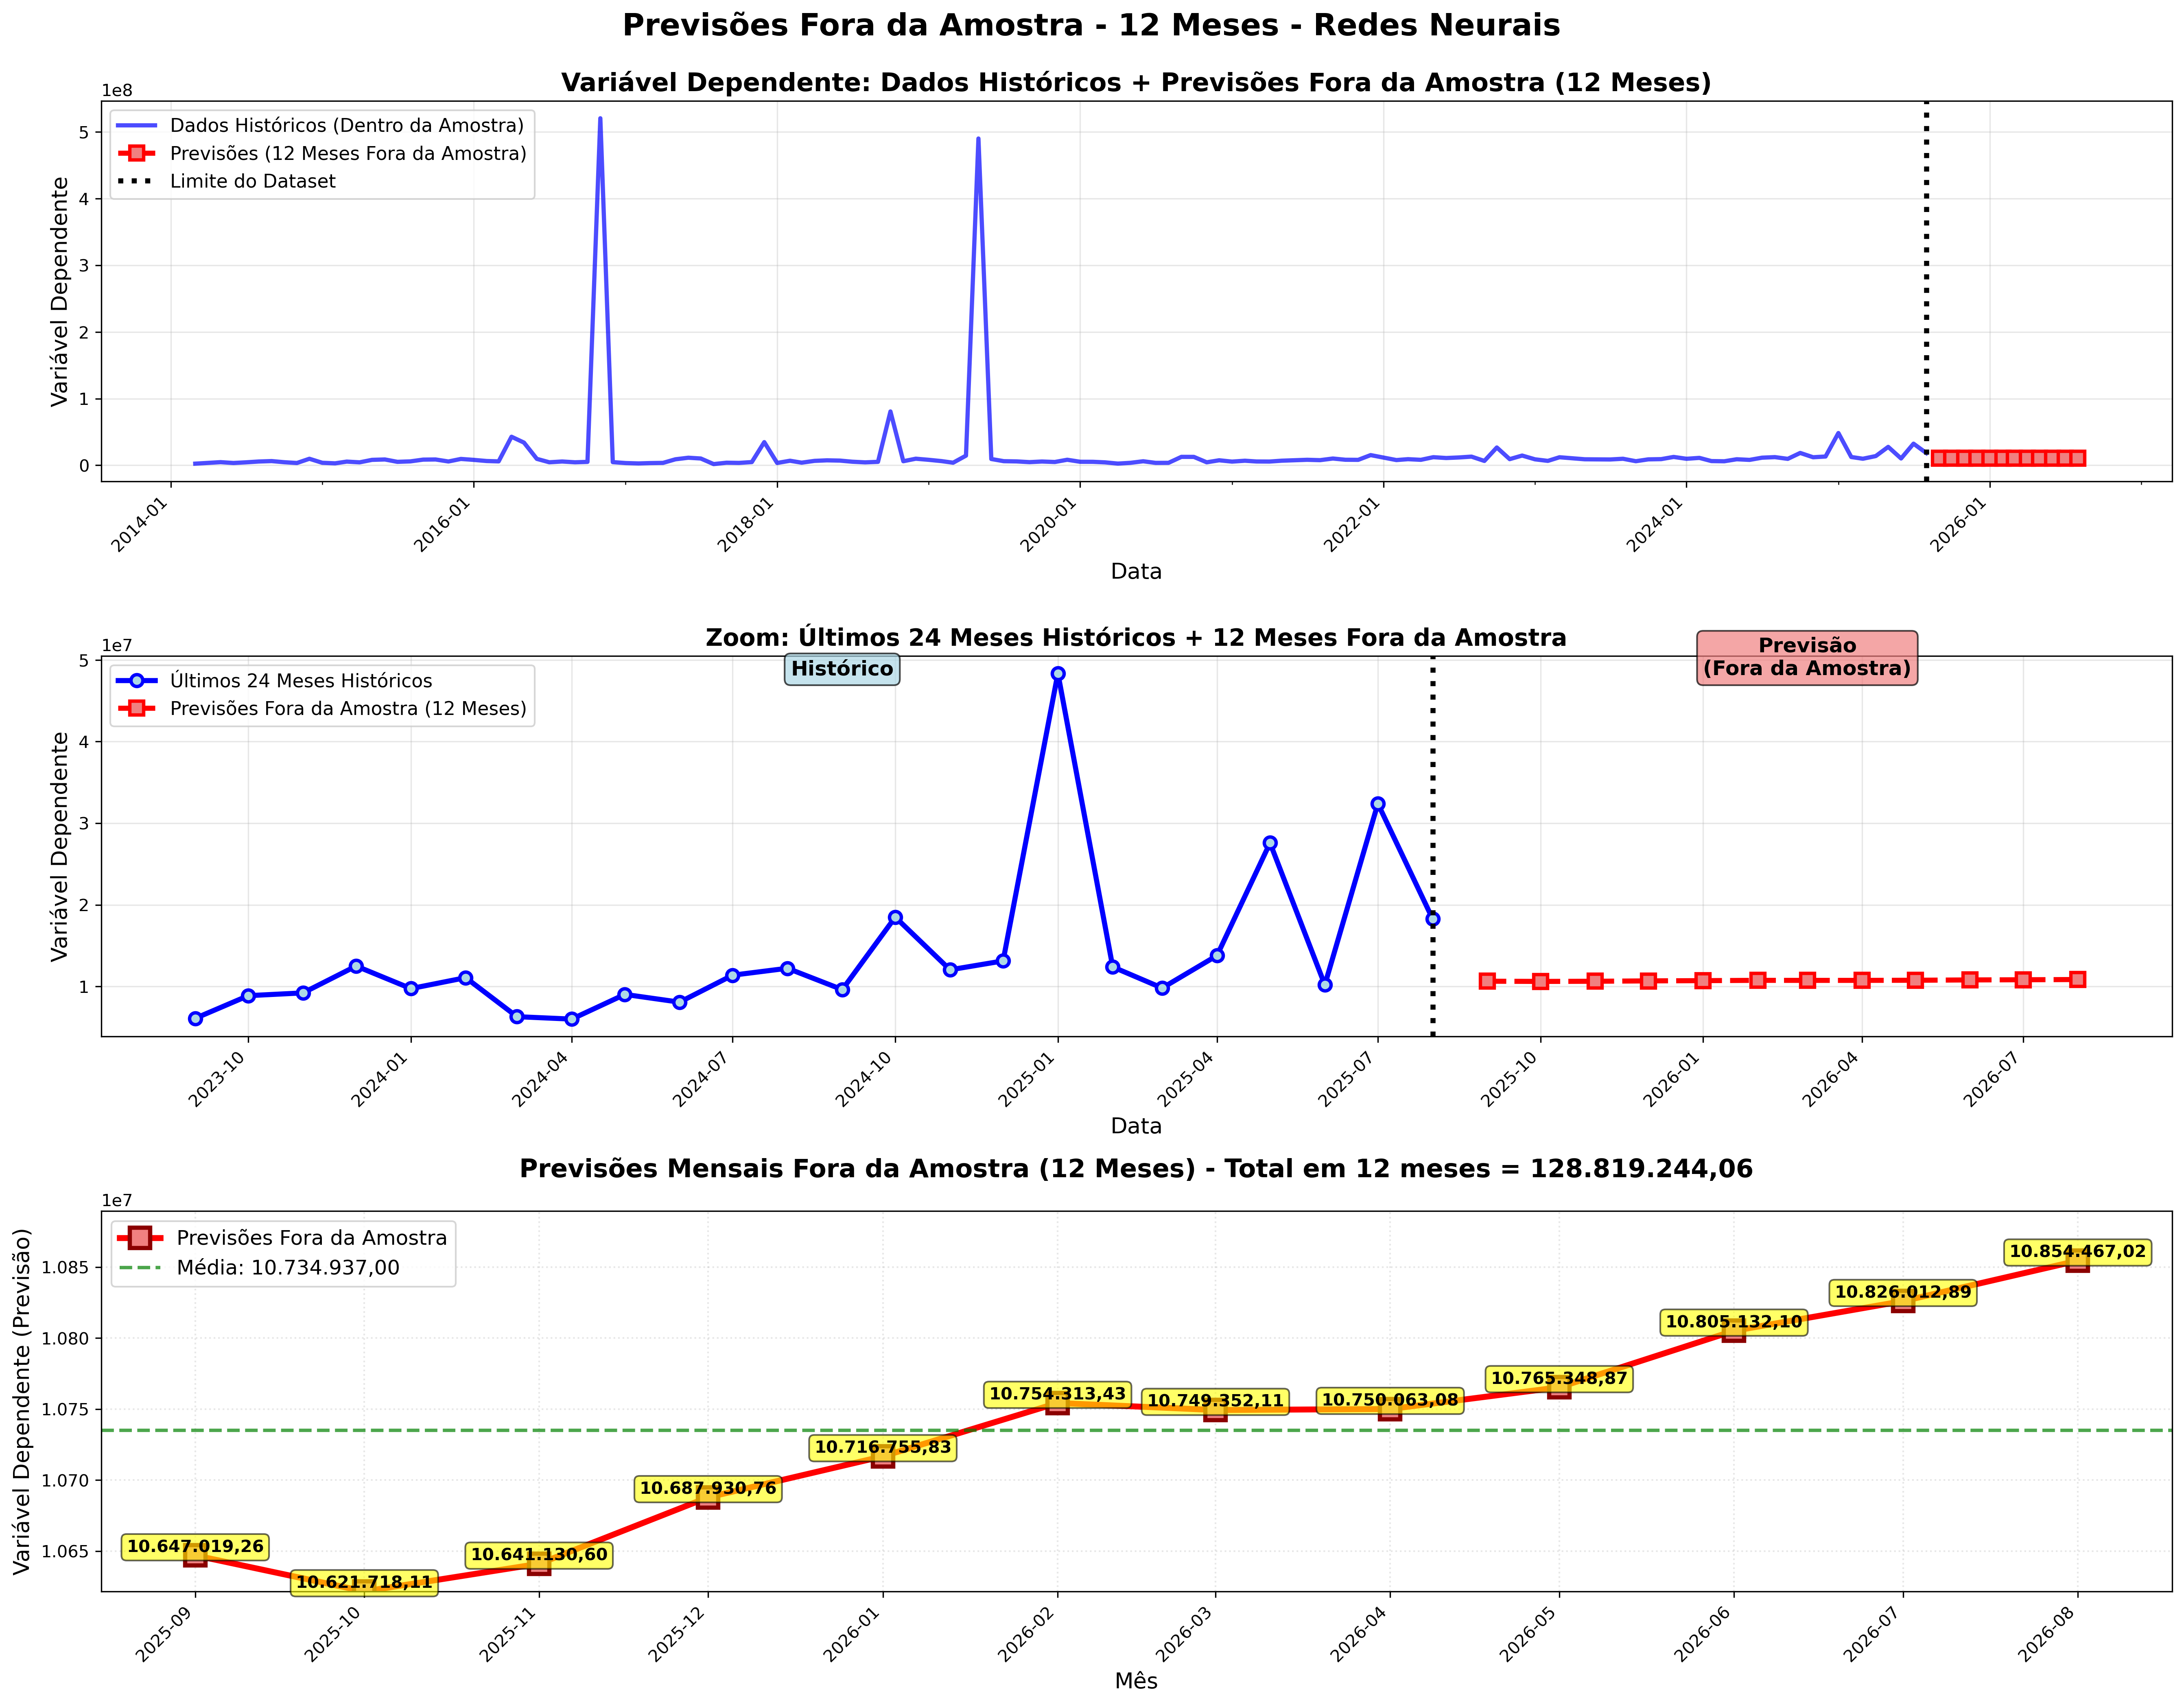 Previsões Fora da Amostra - 12 Meses - Redes Neurais
Variável Dependente: Dados Históricos + Previsões Fora da Amostra (12 Meses)
1e8
Dados Históricos (Dentro da Amostra)
Previsões (12 Meses Fora da Amostra)
Limite do Dataset
Variável Dependente
5
4
3
2
1
0
2014-01
2016-01
2018-01
2020-01
2022-01
2024-01
2026-01
Data
Zoom: Últimos 24 Meses Históricos + 12 Meses Fora da Amostra
1e7
Últimos 24 Meses Históricos
Previsões Fora da Amostra (12 Meses)
Histórico
Previsão
(Fora da Amostra)
Variável Dependente
5
4
3
2
1
2023-10
2024-01
2024-04
2024-07
2024-10
2025-01
2025-04
2025-07
2025-10
2026-01
2026-04
2026-07
Data
Previsões Mensais Fora da Amostra (12 Meses) - Total em 12 meses = 128.819.244,06
1e7
Previsões Fora da Amostra
Média: 10.734.937,00
Variável Dependente (Previsão)
1.085
1.080
1.075
1.070
1.065
10.647.019,26
10.621.718,11
10.641.130,60
10.687.930,76
10.716.755,83
10.754.313,43
10.749.352,11
10.750.063,08
10.765.348,87
10.805.132,10
10.826.012,89
10.854.467,02
2025-09
2025-10
2025-11
2025-12
2026-01
2026-02
2026-03
2026-04
2026-05
2026-06
2026-07
2026-08
Mês